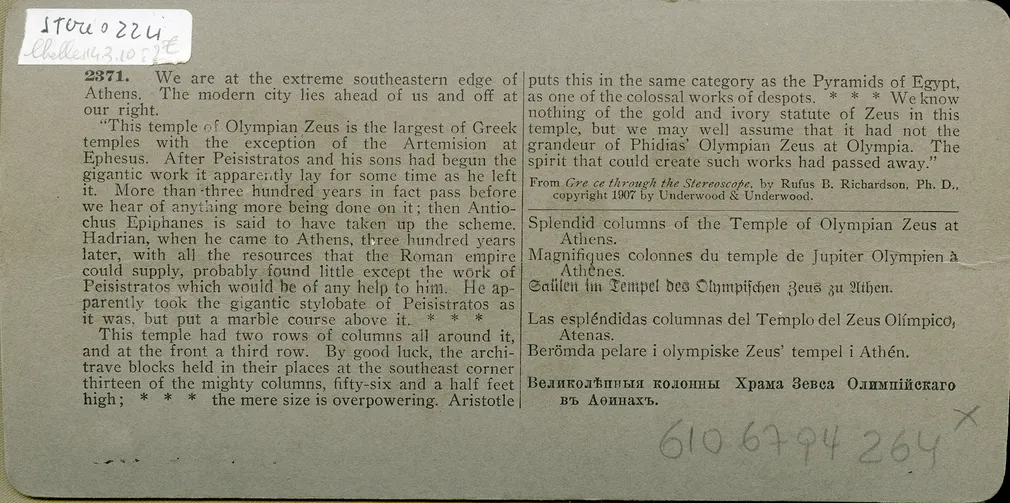 stereo 224
2371. We are at the extreme southeastern edge of
Athens. The modern city lies ahead of us and off at
our right.
“This temple of Olympian Zeus is the largest of Greek
temples with the exception of the Artemision at
Ephesus. After Peisistratos and his sons had begun the
gigantic work it apparently lay for some time as he left
it. More than three hundred years in fact pass before
we hear of anything more being done on it; then Antio-
chus Epiphanes is said to have taken up the scheme.
Hadrian, when he came to Athens, three hundred years
later, with all the resources that the Roman empire
could supply, probably found little except the work of
Peisistratos which would be of any help to him. He ap-
parently took the gigantic stylobate of Peisistratos as
it was, but put a marble course above it. * * *
This temple had two rows of columns all around it,
and at the front a third row. By good luck, the archi-
trave blocks held in their places at the southeast corner
thirteen of the mighty columns, fifty-six and a half feet
high; * * * the mere size is overpowering. Aristotle
puts this in the same category as the Pyramids of Egypt,
as one of the colossal works of despots. * * * We know
nothing of the gold and ivory statute of Zeus in this
temple, but we may well assume that it had not the
grandeur of Phidias’ Olympian Zeus at Olympia. The
spirit that could create such works had passed away.”
From Gre ce through the Stereoscope, by Rufus B. Richardson, Ph. D.,
copyright 1907 by Underwood & Underwood.
Splendid columns of the Temple of Olympian Zeus at
Athens.
Magnifiques colonnes du temple de Jupiter Olympien à
Athènes.
Säulen im Tempel des Olympischen Zeus zu Athen.
Las espléndidas columnas del Templo del Zeus Olímpico,
Atenas.
Berömda pelare i olympiske Zeus’ tempel i Athén.
Великолѣпныя колонны Храма Зевса Олимпійскаго
въ Аѳинахъ.
610 6794 264 x